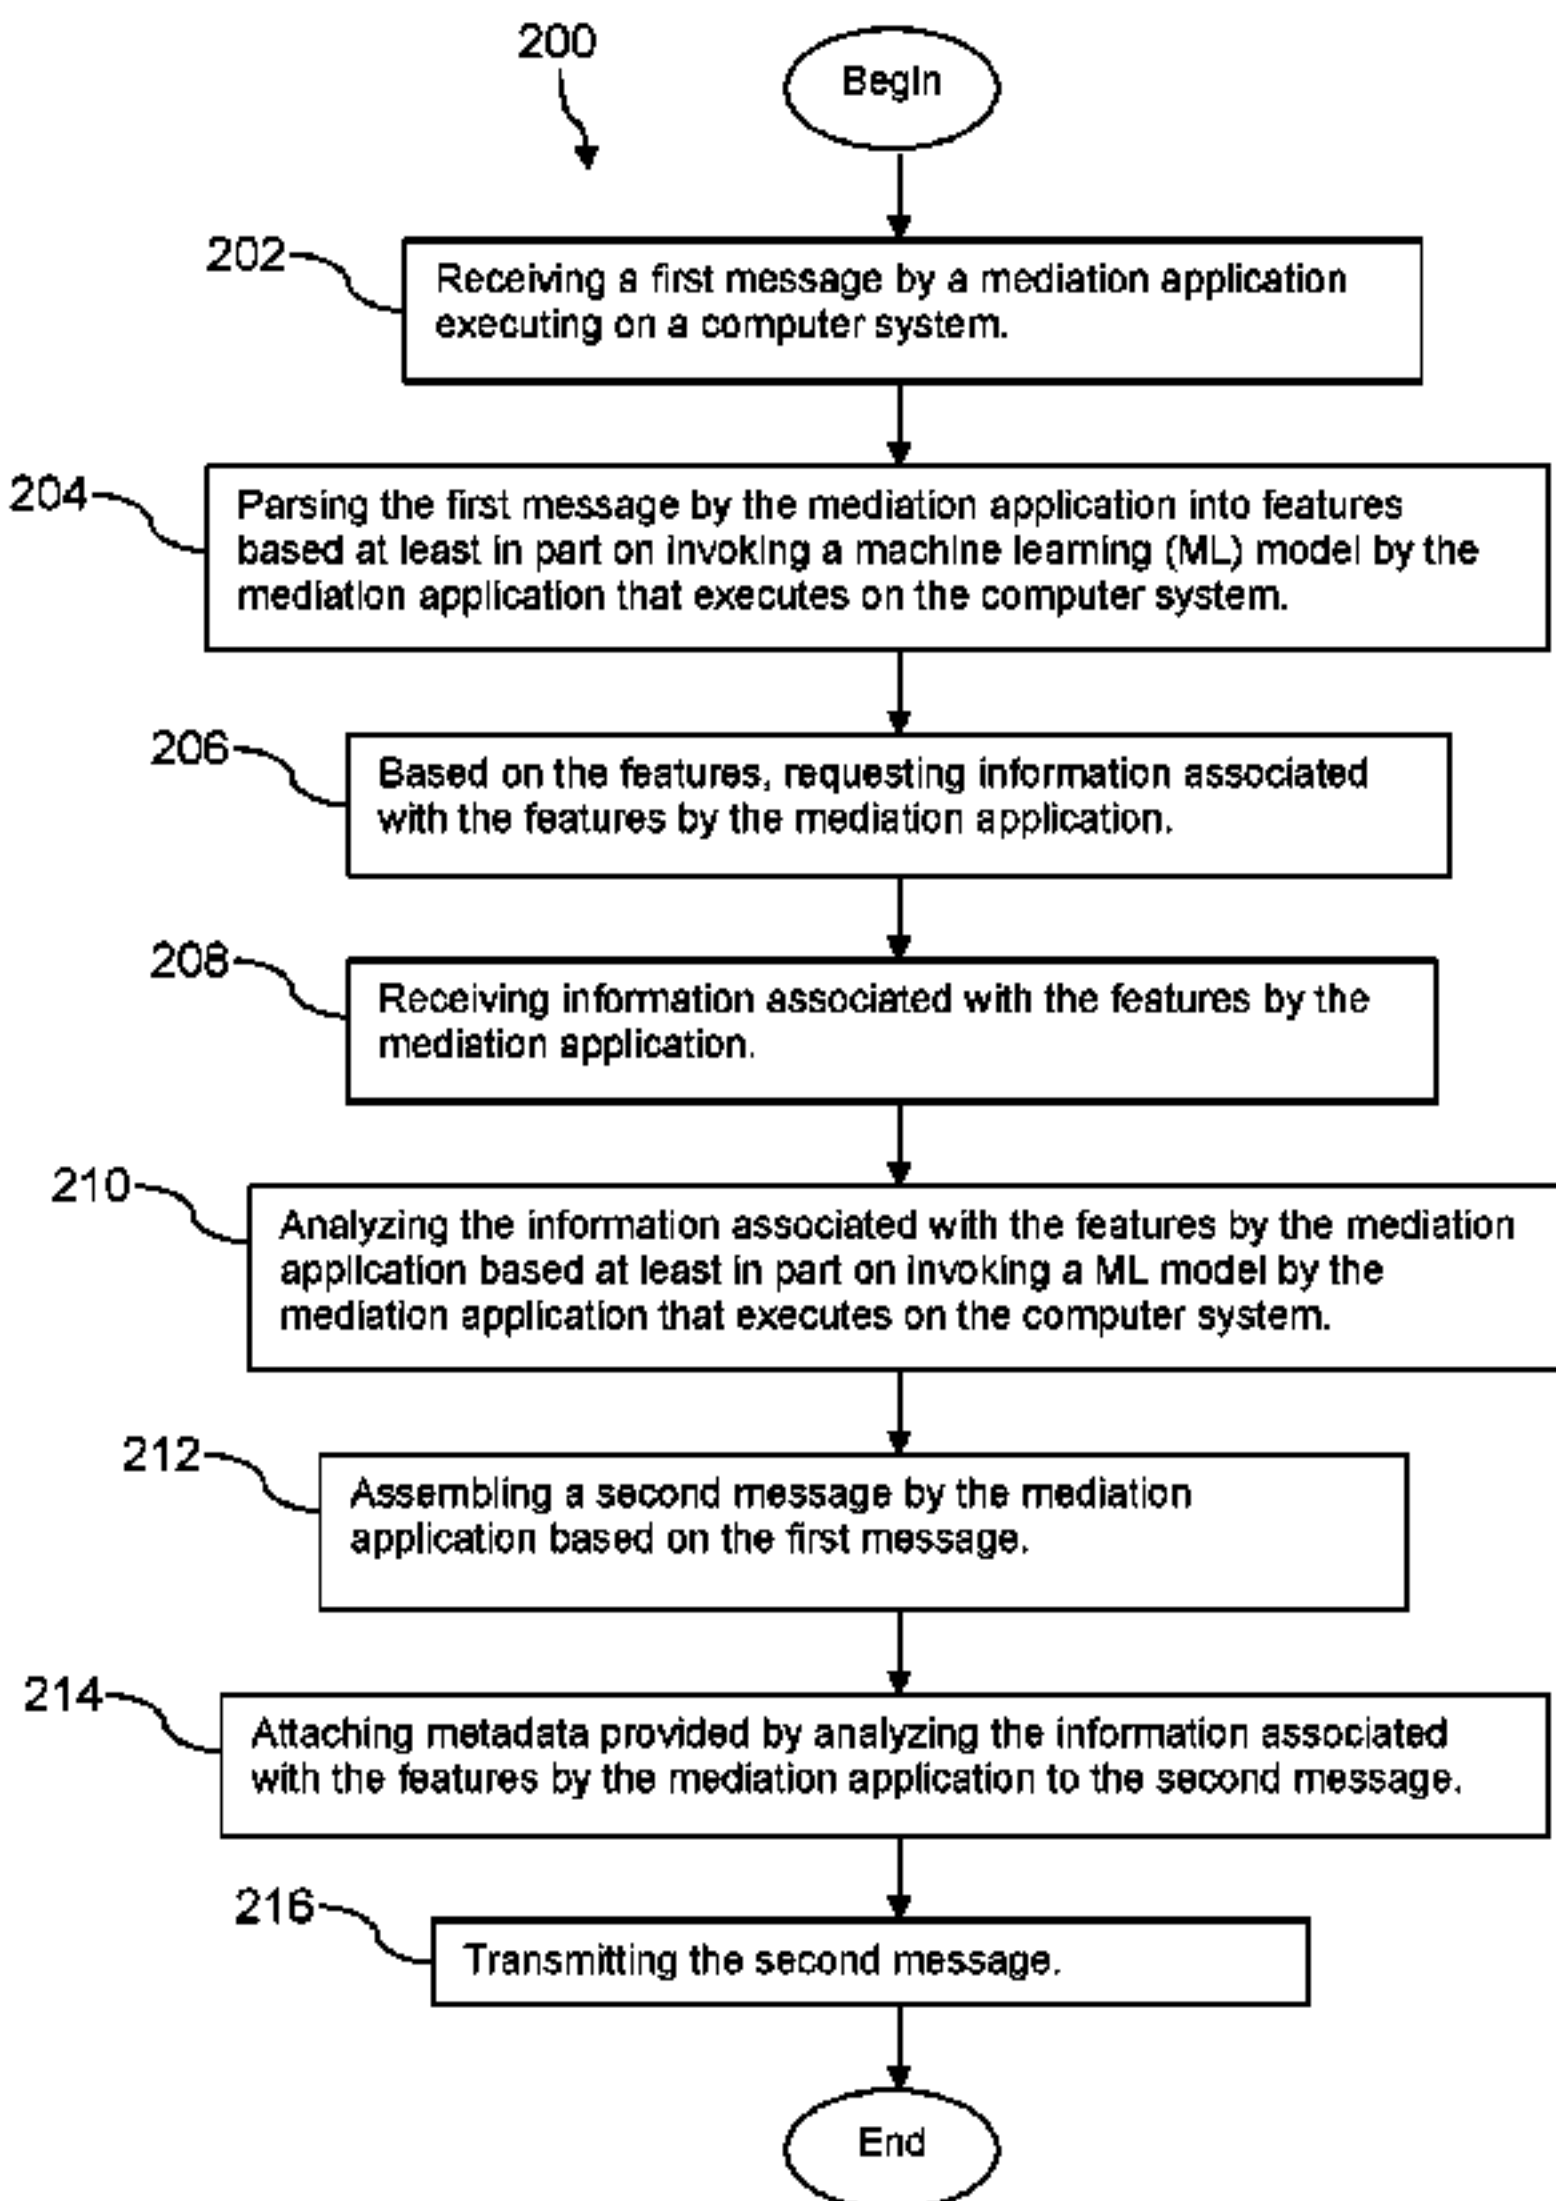 200
Begin
202
Receiving a first message by a mediation application
executing on a computer system.
204
Parsing the first message by the mediation application into features
based at least in part on invoking a machine learning (ML) model by the
mediation application that executes on the computer system.
206
Based on the features, requesting information associated
with the features by the mediation application.
208
Receiving information associated with the features by the
mediation application.
210
Analyzing the information associated with the features by the mediation
application based at least in part on invoking a ML model by the
mediation application that executes on the computer system.
212
Assembling a second message by the mediation
application based on the first message.
214
Attaching metadata provided by analyzing the information associated
with the features by the mediation application to the second message.
216
Transmitting the second message.
End